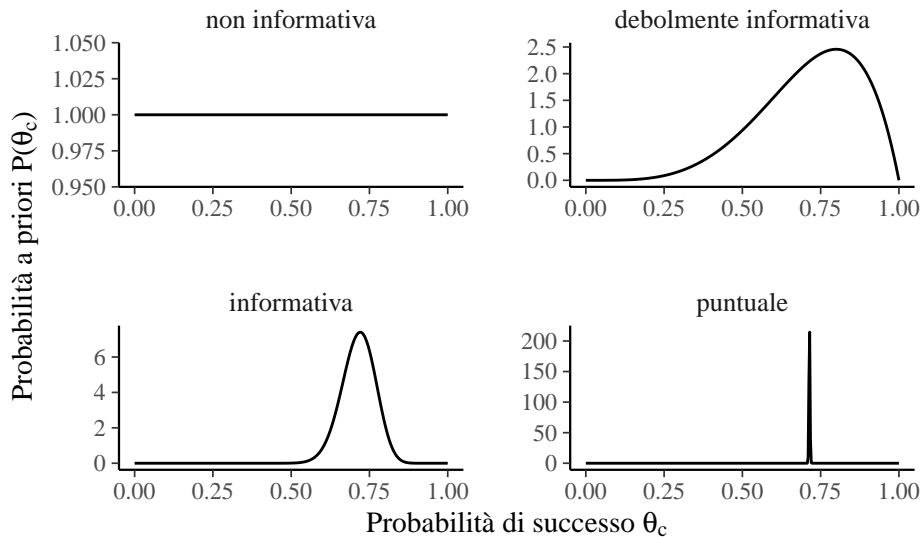 Probabilità a priori P(θc)
non informativa
1.050
1.025
1.000
0.975
0.950
0.00 0.25 0.50 0.75 1.00
debolmente informativa
2.5
2.0
1.5
1.0
0.5
0.0
0.00 0.25 0.50 0.75 1.00
informativa
6
4
2
0
0.00 0.25 0.50 0.75 1.00
puntuale
200
150
100
50
0
0.00 0.25 0.50 0.75 1.00
Probabilità di successo θc